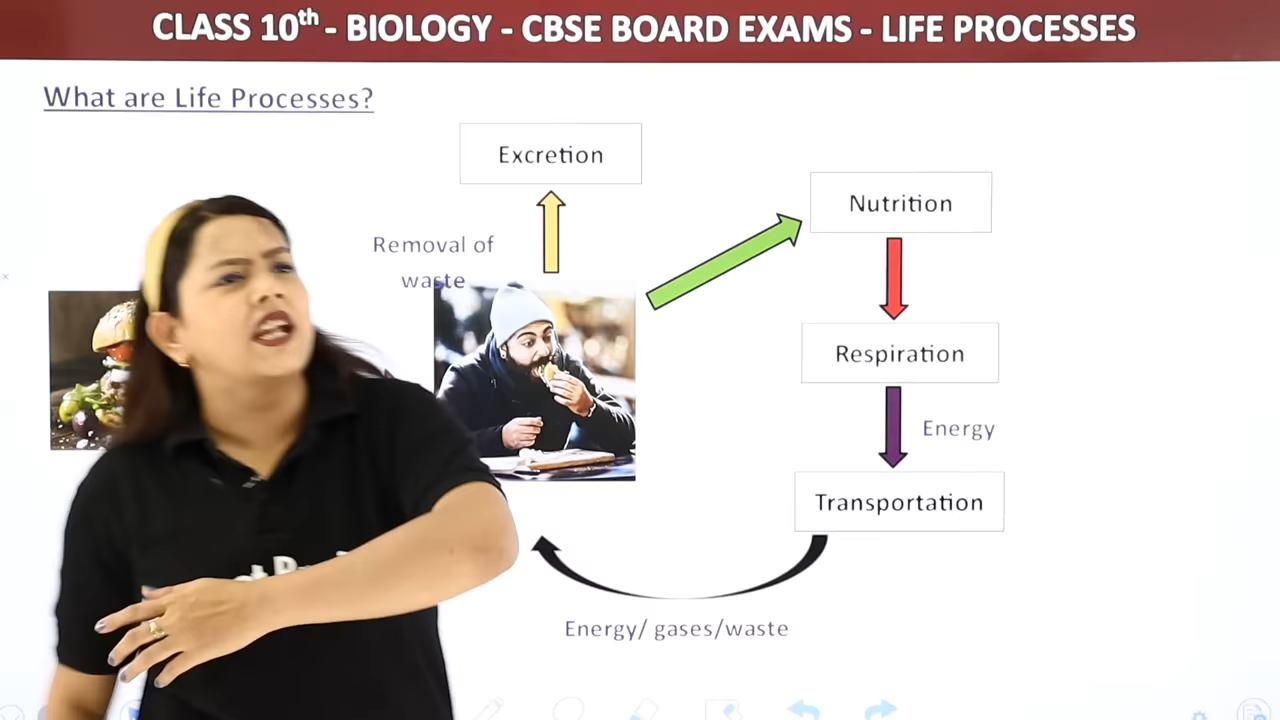 CLASS 10th - BIOLOGY - CBSE BOARD EXAMS - LIFE PROCESSES
What are Life Processes?
Excretion
Nutrition
Removal of
waste
Respiration
Energy
Transportation
Energy/ gases/waste